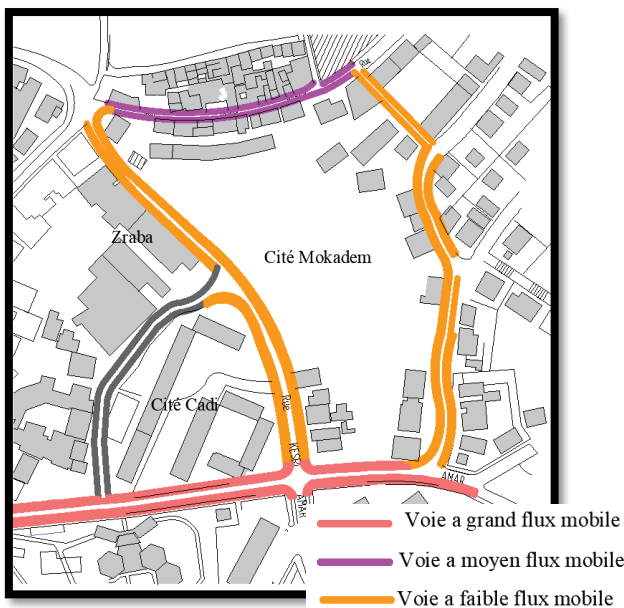 Rue
Zraba
Cité Mokadem
Cité Cadi
Rue
KESRI
AMAR
AMAR
Voie a grand flux mobile
Voie a moyen flux mobile
Voie a faible flux mobile